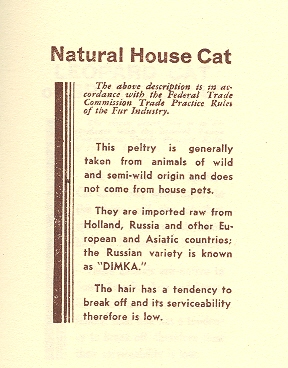 Natural House Cat
The above description is in ac-
cordance with the Federal Trade
Commission Trade Practice Rules
of the Fur Industry.
This peltry is generally
taken from animals of wild
and semi-wild origin and does
not come from house pets.
They are imported raw from
Holland, Russia and other Eu-
ropean and Asiatic countries;
the Russian variety is known
as "DIMKA."
The hair has a tendency to
break off and its serviceability
therefore is low.